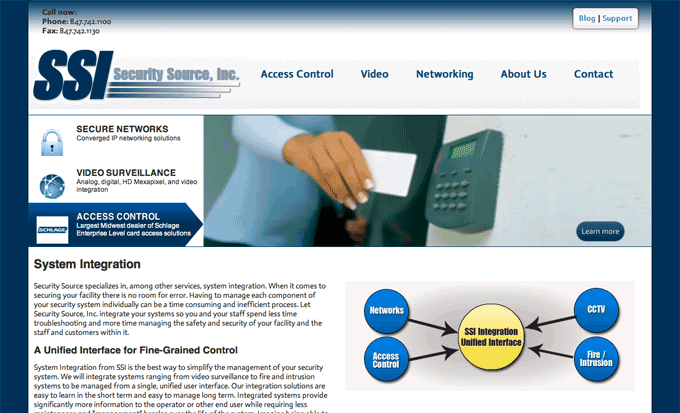 Call now:
Phone: 847.742.1100
Fax: 847.742.1130
Blog | Support
SSI Security Source, Inc.
Access Control
Video
Networking
About Us
Contact
SECURE NETWORKS
Converged IP networking solutions
VIDEO SURVEILLANCE
Analog, digital, HD Mexapixel, and video
integration
SCHLAGE
ACCESS CONTROL
Largest Midwest dealer of Schlage
Enterprise Level card access solutions
Learn more
System Integration
Security Source specializes in, among other services, system integration. When it comes to
securing your facility there is no room for error. Having to manage each component of
your security system individually can be a time consuming and inefficient process. Let
Security Source, Inc. integrate your systems so you and your staff spend less time
troubleshooting and more time managing the safety and security of your facility and the
staff and customers within it.
A Unified Interface for Fine-Grained Control
System Integration from SSI is the best way to simplify the management of your security
system. We will integrate systems ranging from video surveillance to fire and intrusion
systems to be managed from a single, unified user interface. Our integration solutions are
easy to learn in the short term and easy to manage long term. Integrated systems provide
significantly more information to the operator or other end user while requiring less
Networks
Access
Control
SSI Integration
Unified Interface
CCTV
Fire /
Intrusion